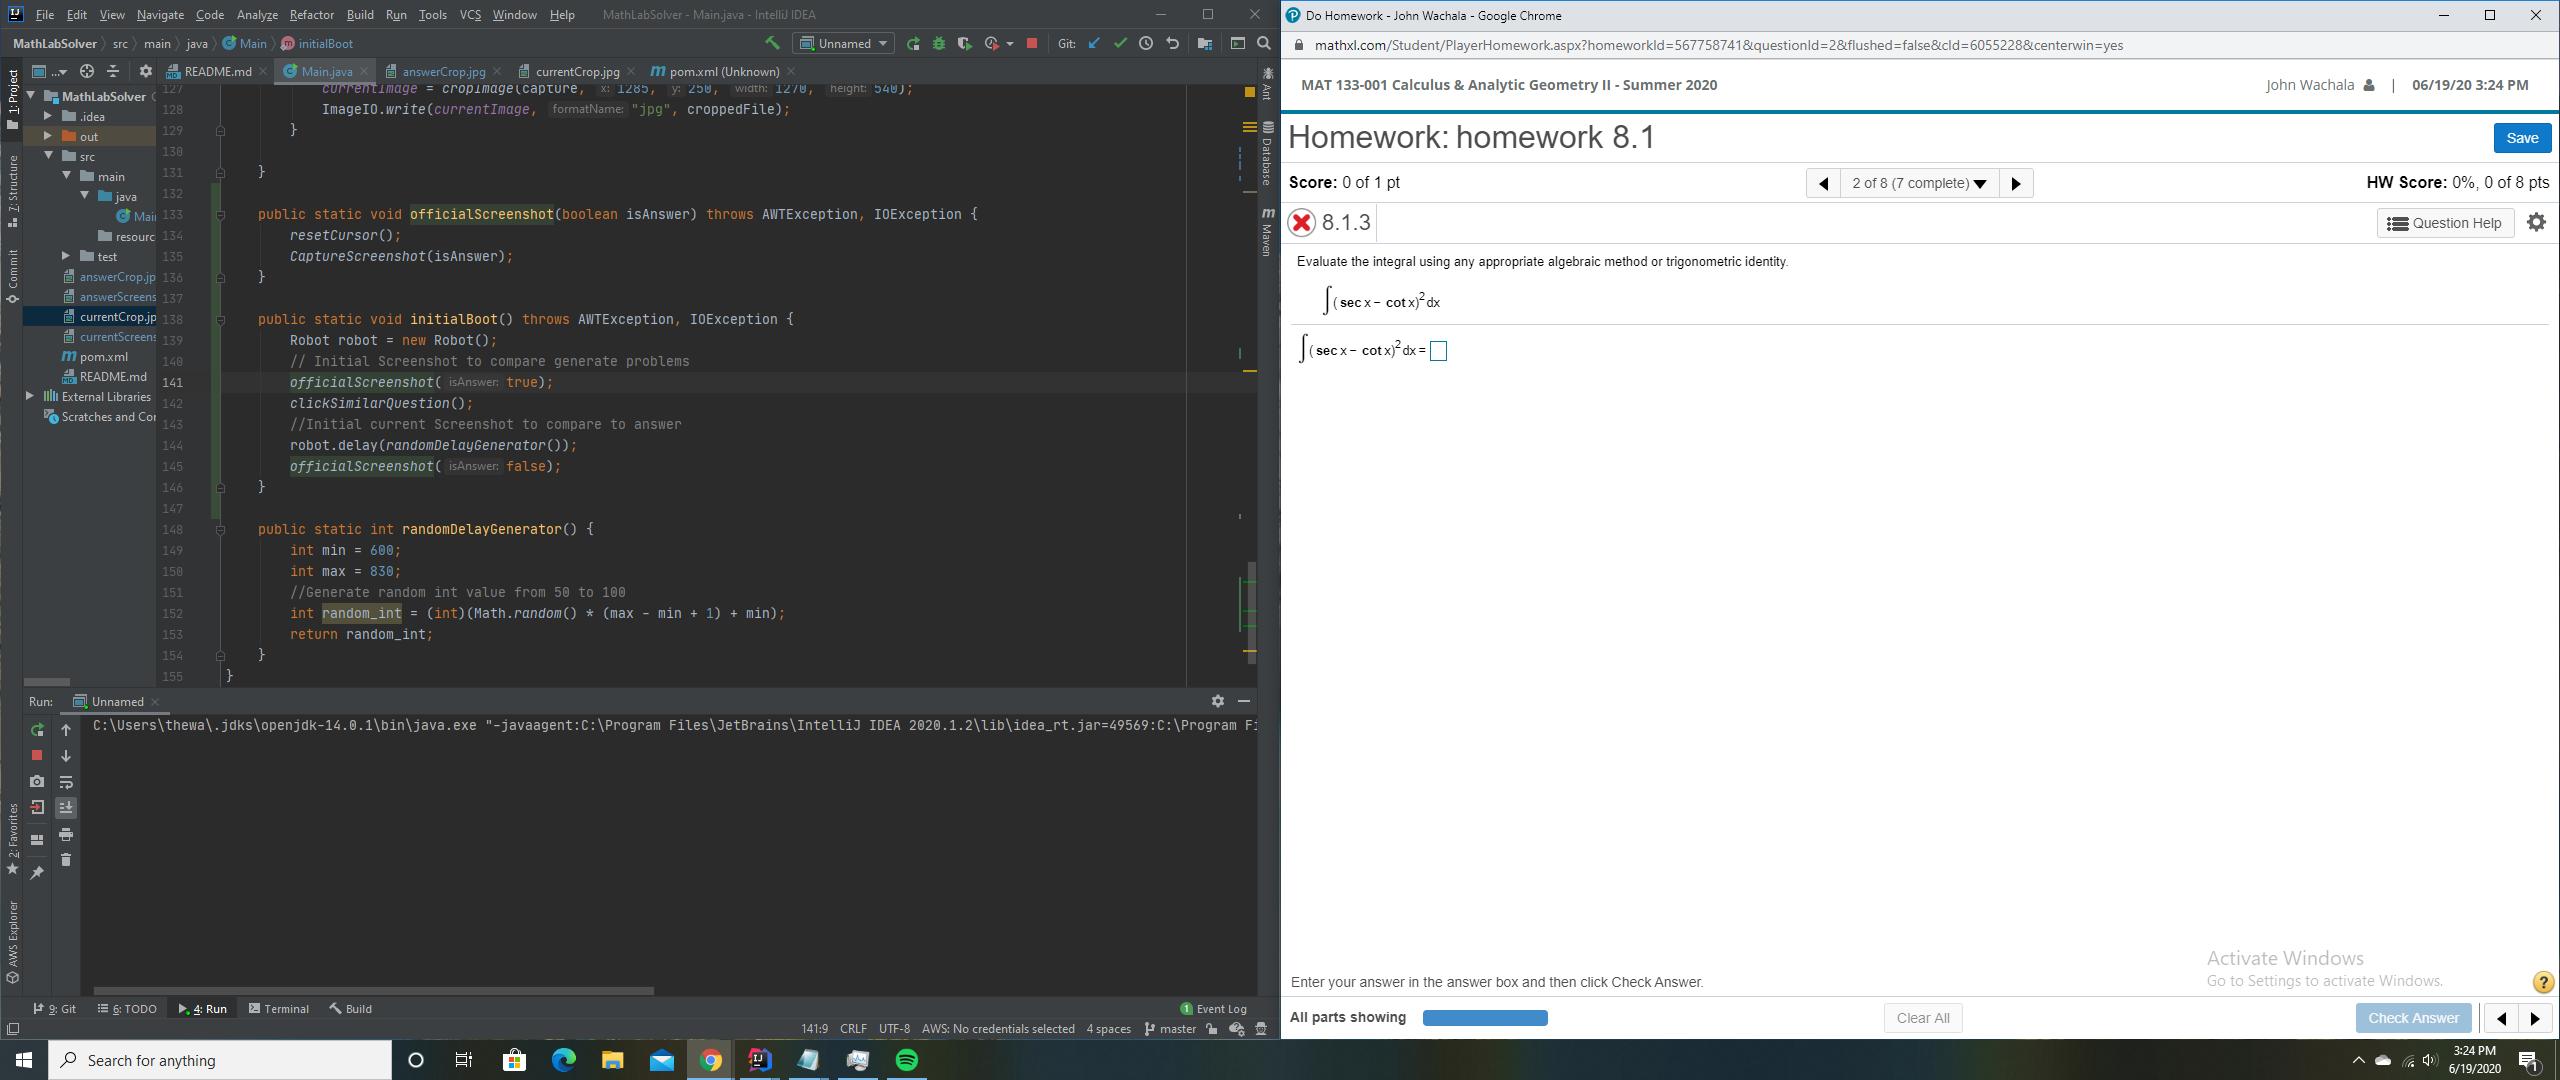 File Edit View Navigate Code Analyze Refactor Build Run Tools VCS Window Help MathLabSolver - Main.java - IntelliJ IDEA
MathLabSolver src main java Main initialBoot Unnamed Git:
README.md Main.java answerCrop.jpg currentCrop.jpg pom.xml (Unknown)
1: Project
7: Structure
Commit
2: Favorites
AWS Explorer
MathLabSolver
.idea
out
src
main
java
Mai
resourc
test
answerCrop.jp
answerScreens
currentCrop.jp
currentScreens
pom.xml
README.md
External Libraries
Scratches and Cor
127 currentImage = cropImage(capture, x: 1285, y: 250, width: 1270, height: 540);
128 ImageIO.write(currentImage, formatName: "jpg", croppedFile);
129 }
130
131 }
132
133 public static void officialScreenshot(boolean isAnswer) throws AWTException, IOException {
134 resetCursor();
135 CaptureScreenshot(isAnswer);
136 }
137
138 public static void initialBoot() throws AWTException, IOException {
139 Robot robot = new Robot();
140 // Initial Screenshot to compare generate problems
141 officialScreenshot( isAnswer: true);
142 clickSimilarQuestion();
143 //Initial current Screenshot to compare to answer
144 robot.delay(randomDelayGenerator());
145 officialScreenshot( isAnswer: false);
146 }
147
148 public static int randomDelayGenerator() {
149 int min = 600;
150 int max = 830;
151 //Generate random int value from 50 to 100
152 int random_int = (int)(Math.random() * (max - min + 1) + min);
153 return random_int;
154 }
155 }
Ant
Database
Maven
Run: Unnamed
C:\Users\thewa\.jdks\openjdk-14.0.1\bin\java.exe "-javaagent:C:\Program Files\JetBrains\IntelliJ IDEA 2020.1.2\lib\idea_rt.jar=49569:C:\Program Fi
9: Git 6: TODO 4: Run Terminal Build 1 Event Log
141:9 CRLF UTF-8 AWS: No credentials selected 4 spaces master
Do Homework - John Wachala - Google Chrome
mathxl.com/Student/PlayerHomework.aspx?homeworkId=567758741&questionId=2&flushed=false&cId=6055228&centerwin=yes
MAT 133-001 Calculus & Analytic Geometry II - Summer 2020 John Wachala | 06/19/20 3:24 PM
Homework: homework 8.1 Save
Score: 0 of 1 pt 2 of 8 (7 complete) HW Score: 0%, 0 of 8 pts
8.1.3 Question Help
Evaluate the integral using any appropriate algebraic method or trigonometric identity.
∫(sec x − cot x)² dx
∫(sec x − cot x)² dx =
Activate Windows
Go to Settings to activate Windows.
Enter your answer in the answer box and then click Check Answer.
?
All parts showing Clear All Check Answer
Search for anything
3:24 PM
6/19/2020
1